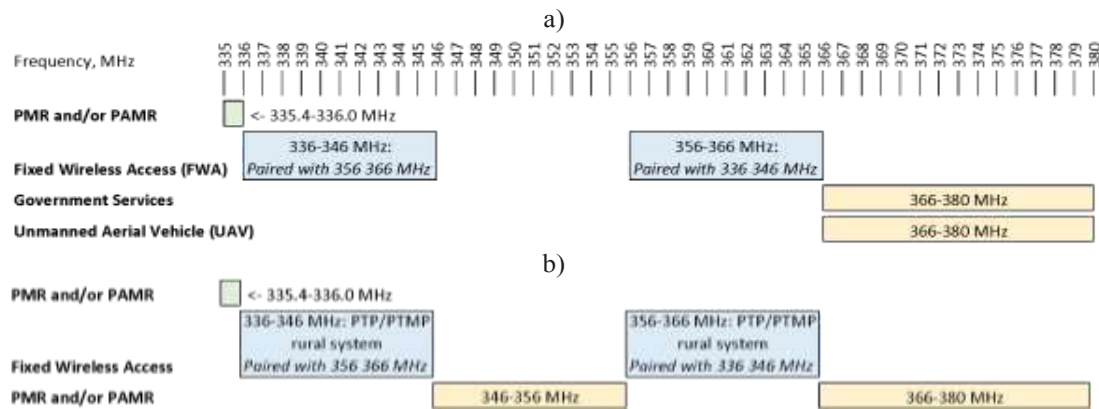 a)
Frequency, MHz 335 336 337 338 339 340 341 342 343 344 345 346 347 348 349 350 351 352 353 354 355 356 357 358 359 360 361 362 363 364 365 366 367 368 369 370 371 372 373 374 375 376 377 378 379 380
PMR and/or PAMR <- 335.4-336.0 MHz
336-346 MHz: 356-366 MHz:
Fixed Wireless Access (FWA) Paired with 356 366 MHz Paired with 336 346 MHz
Government Services 366-380 MHz
Unmanned Aerial Vehicle (UAV) 366-380 MHz
b)
PMR and/or PAMR <- 335.4-336.0 MHz
336-346 MHz: PTP/PTMP 356-366 MHz: PTP/PTMP
rural system rural system
Fixed Wireless Access Paired with 356 366 MHz Paired with 336 346 MHz
PMR and/or PAMR 346-356 MHz 366-380 MHz